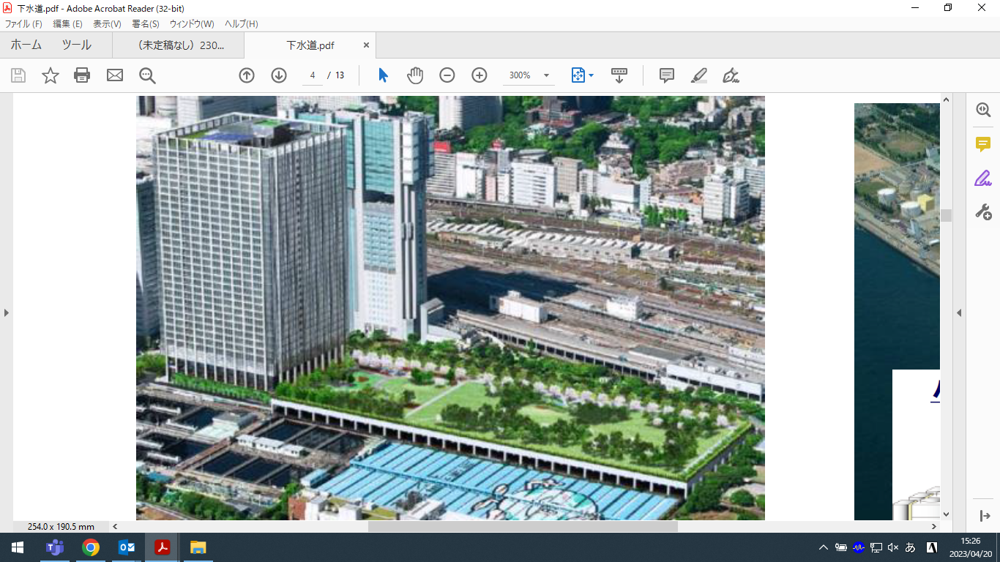 下水道.pdf - Adobe Acrobat Reader (32-bit)
ファイル (F) 編集 (E) 表示(V) 署名(S) ウィンドウ(W) ヘルプ(H)
ホーム ツール （未定稿なし）230... 下水道.pdf ×
4 / 13 300%
254.0 x 190.5 mm
あ A 15:26
2023/04/20